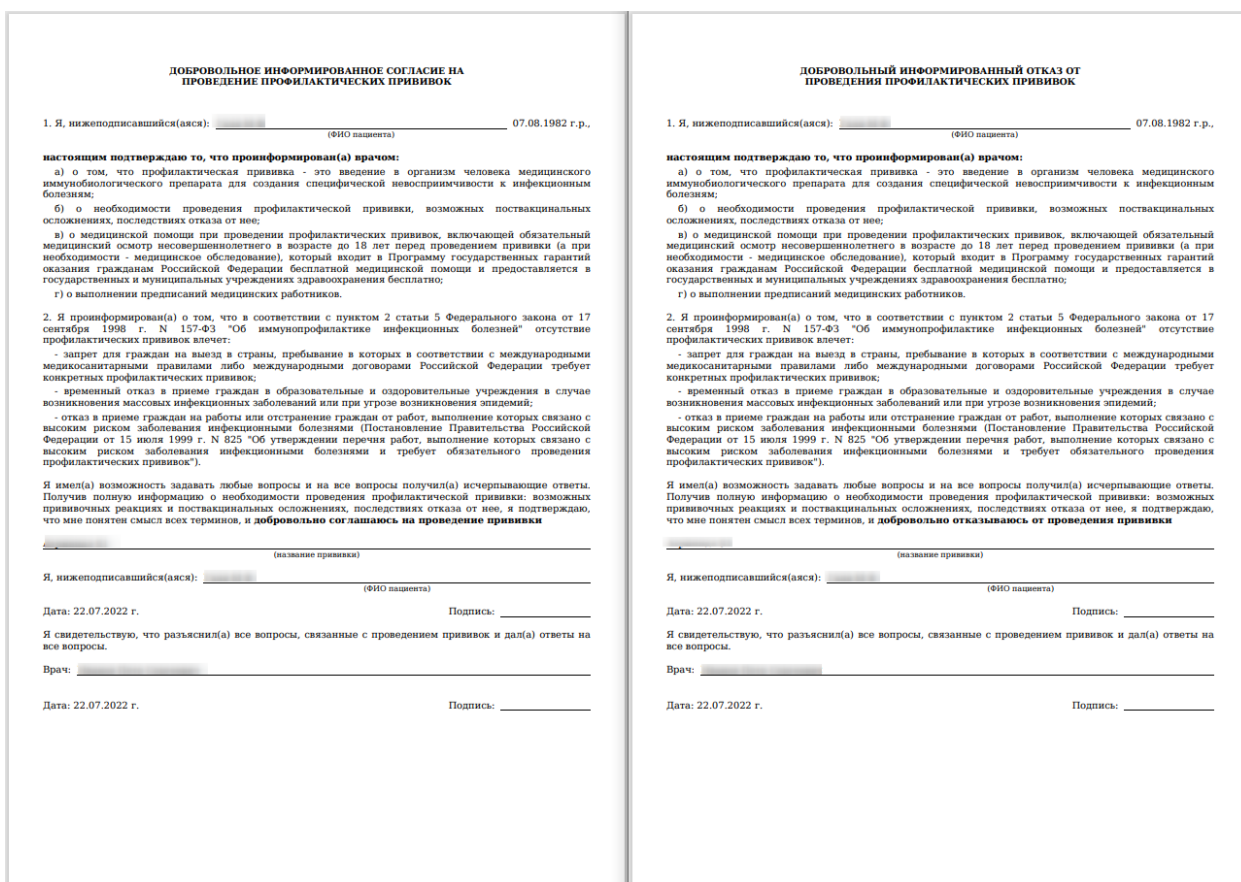 ДОБРОВОЛЬНОЕ ИНФОРМИРОВАННОЕ СОГЛАСИЕ НА
ПРОВЕДЕНИЕ ПРОФИЛАКТИЧЕСКИХ ПРИВИВОК
1. Я, нижеподписавшийся(аяся): 07.08.1982 г.р.,
(ФИО пациента)
настоящим подтверждаю то, что проинформирован(а) врачом:
а) о том, что профилактическая прививка - это введение в организм человека медицинского
иммунобиологического препарата для создания специфической невосприимчивости к инфекционным
болезням;
б) о необходимости проведения профилактической прививки, возможных поствакцинальных
осложнениях, последствиях отказа от нее;
в) о медицинской помощи при проведении профилактических прививок, включающей обязательный
медицинский осмотр несовершеннолетнего в возрасте до 18 лет перед проведением прививки (а при
необходимости - медицинское обследование), который входит в Программу государственных гарантий
оказания гражданам Российской Федерации бесплатной медицинской помощи и предоставляется в
государственных и муниципальных учреждениях здравоохранения бесплатно;
г) о выполнении предписаний медицинских работников.
2. Я проинформирован(а) о том, что в соответствии с пунктом 2 статьи 5 Федерального закона от 17
сентября 1998 г. N 157-ФЗ "Об иммунопрофилактике инфекционных болезней" отсутствие
профилактических прививок влечет:
- запрет для граждан на выезд в страны, пребывание в которых в соответствии с международными
медикосанитарными правилами либо международными договорами Российской Федерации требует
конкретных профилактических прививок;
- временный отказ в приеме граждан в образовательные и оздоровительные учреждения в случае
возникновения массовых инфекционных заболеваний или при угрозе возникновения эпидемий;
- отказ в приеме граждан на работы или отстранение граждан от работ, выполнение которых связано с
высоким риском заболевания инфекционными болезнями (Постановление Правительства Российской
Федерации от 15 июля 1999 г. N 825 "Об утверждении перечня работ, выполнение которых связано с
высоким риском заболевания инфекционными болезнями и требует обязательного проведения
профилактических прививок").
Я имел(а) возможность задавать любые вопросы и на все вопросы получил(а) исчерпывающие ответы.
Получив полную информацию о необходимости проведения профилактической прививки: возможных
прививочных реакциях и поствакцинальных осложнениях, последствиях отказа от нее, я подтверждаю,
что мне понятен смысл всех терминов, и добровольно соглашаюсь на проведение прививки
(название прививки)
Я, нижеподписавшийся(аяся):
(ФИО пациента)
Дата: 22.07.2022 г. Подпись:
Я свидетельствую, что разъяснил(а) все вопросы, связанные с проведением прививок и дал(а) ответы на
все вопросы.
Врач:
Дата: 22.07.2022 г. Подпись:
ДОБРОВОЛЬНЫЙ ИНФОРМИРОВАННЫЙ ОТКАЗ ОТ
ПРОВЕДЕНИЯ ПРОФИЛАКТИЧЕСКИХ ПРИВИВОК
1. Я, нижеподписавшийся(аяся): 07.08.1982 г.р.,
(ФИО пациента)
настоящим подтверждаю то, что проинформирован(а) врачом:
а) о том, что профилактическая прививка - это введение в организм человека медицинского
иммунобиологического препарата для создания специфической невосприимчивости к инфекционным
болезням;
б) о необходимости проведения профилактической прививки, возможных поствакцинальных
осложнениях, последствиях отказа от нее;
в) о медицинской помощи при проведении профилактических прививок, включающей обязательный
медицинский осмотр несовершеннолетнего в возрасте до 18 лет перед проведением прививки (а при
необходимости - медицинское обследование), который входит в Программу государственных гарантий
оказания гражданам Российской Федерации бесплатной медицинской помощи и предоставляется в
государственных и муниципальных учреждениях здравоохранения бесплатно;
г) о выполнении предписаний медицинских работников.
2. Я проинформирован(а) о том, что в соответствии с пунктом 2 статьи 5 Федерального закона от 17
сентября 1998 г. N 157-ФЗ "Об иммунопрофилактике инфекционных болезней" отсутствие
профилактических прививок влечет:
- запрет для граждан на выезд в страны, пребывание в которых в соответствии с международными
медикосанитарными правилами либо международными договорами Российской Федерации требует
конкретных профилактических прививок;
- временный отказ в приеме граждан в образовательные и оздоровительные учреждения в случае
возникновения массовых инфекционных заболеваний или при угрозе возникновения эпидемий;
- отказ в приеме граждан на работы или отстранение граждан от работ, выполнение которых связано с
высоким риском заболевания инфекционными болезнями (Постановление Правительства Российской
Федерации от 15 июля 1999 г. N 825 "Об утверждении перечня работ, выполнение которых связано с
высоким риском заболевания инфекционными болезнями и требует обязательного проведения
профилактических прививок").
Я имел(а) возможность задавать любые вопросы и на все вопросы получил(а) исчерпывающие ответы.
Получив полную информацию о необходимости проведения профилактической прививки: возможных
прививочных реакциях и поствакцинальных осложнениях, последствиях отказа от нее, я подтверждаю,
что мне понятен смысл всех терминов, и добровольно отказываюсь от проведения прививки
(название прививки)
Я, нижеподписавшийся(аяся):
(ФИО пациента)
Дата: 22.07.2022 г. Подпись:
Я свидетельствую, что разъяснил(а) все вопросы, связанные с проведением прививок и дал(а) ответы на
все вопросы.
Врач:
Дата: 22.07.2022 г. Подпись: